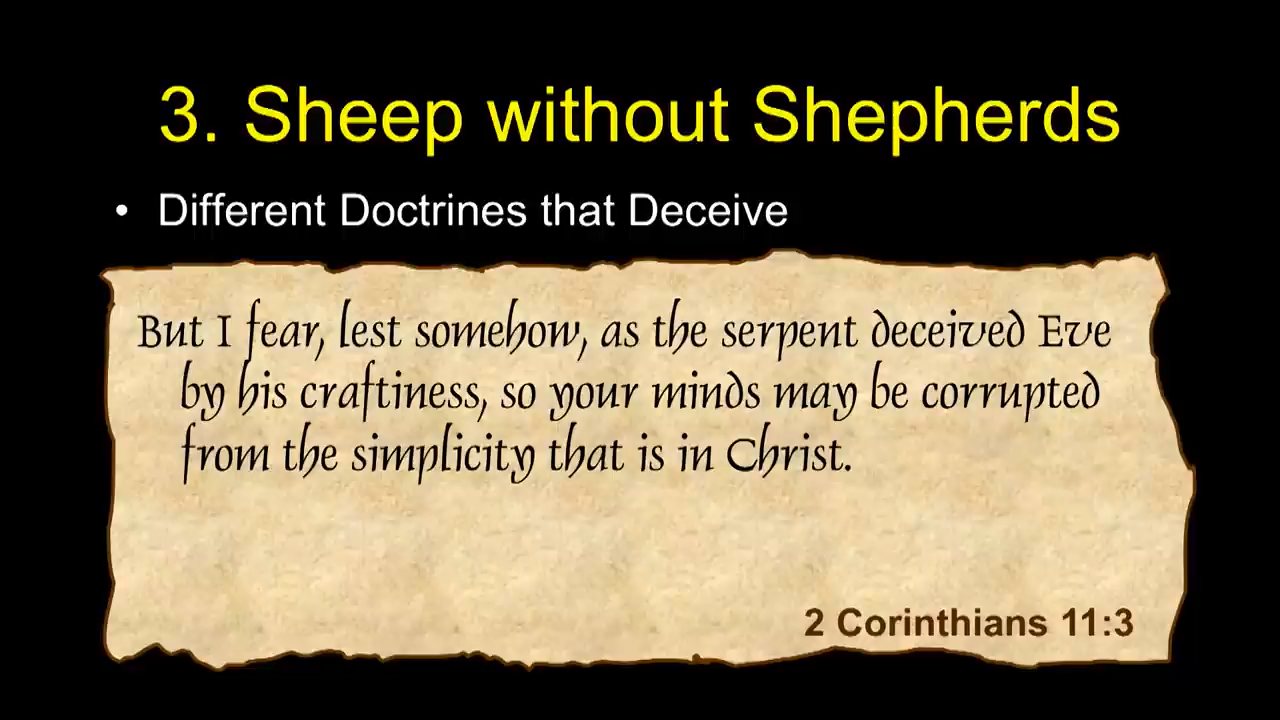 3. Sheep without Shepherds
• Different Doctrines that Deceive
But I fear, lest somehow, as the serpent deceived Eve
by his craftiness, so your minds may be corrupted
from the simplicity that is in Christ.
2 Corinthians 11:3